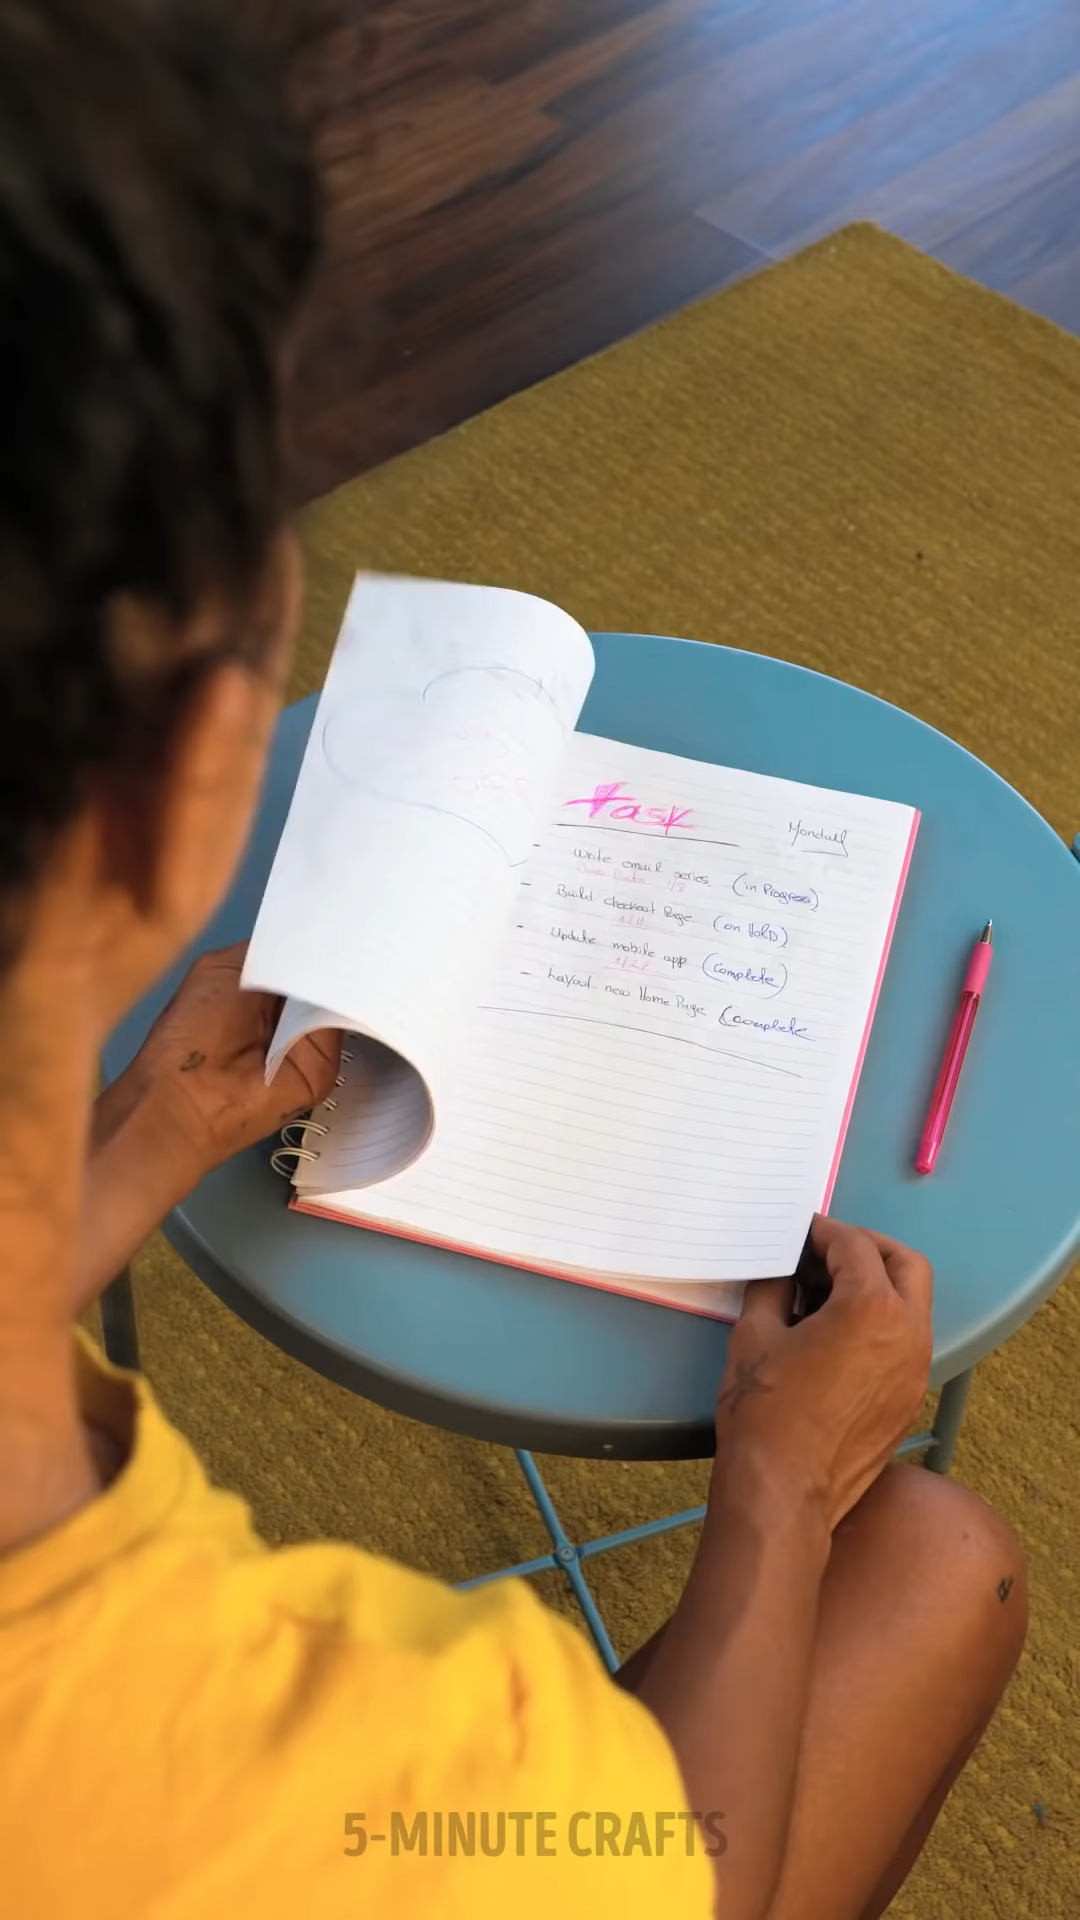 task
Monday
- Write email series (in Progress)
Due Date 1/8
- Build checkout Page (on HolD)
1/11
- Update mobile app (complete)
1/27
- Layout new Home Page (complete
5-MINUTE CRAFTS